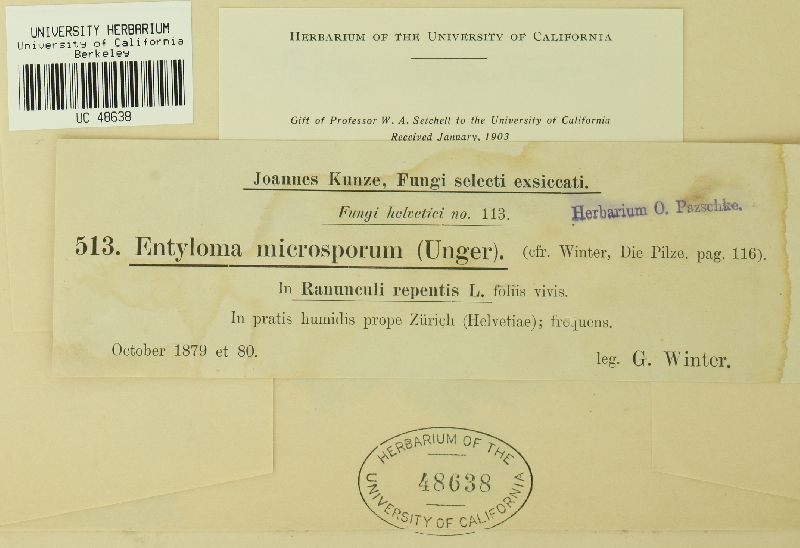 UNIVERSITY HERBARIUM
University of California
Berkeley
UC 48638
HERBARIUM OF THE UNIVERSITY OF CALIFORNIA
Gift of Professor W. A. Setchell to the University of California
Received January, 1903
Joannes Kunze, Fungi selecti exsiccati.
Fungi helvetici no. 113.
Herbarium O. Pazschke.
513. Entyloma microsporum (Unger). (cfr. Winter, Die Pilze, pag. 116).
In Ranunculi repentis L. foliis vivis.
In pratis humidis prope Zürich (Helvetiae); frequens.
October 1879 et 80.
leg. G. Winter.
HERBARIUM OF THE
48638
UNIVERSITY OF CALIFORNIA